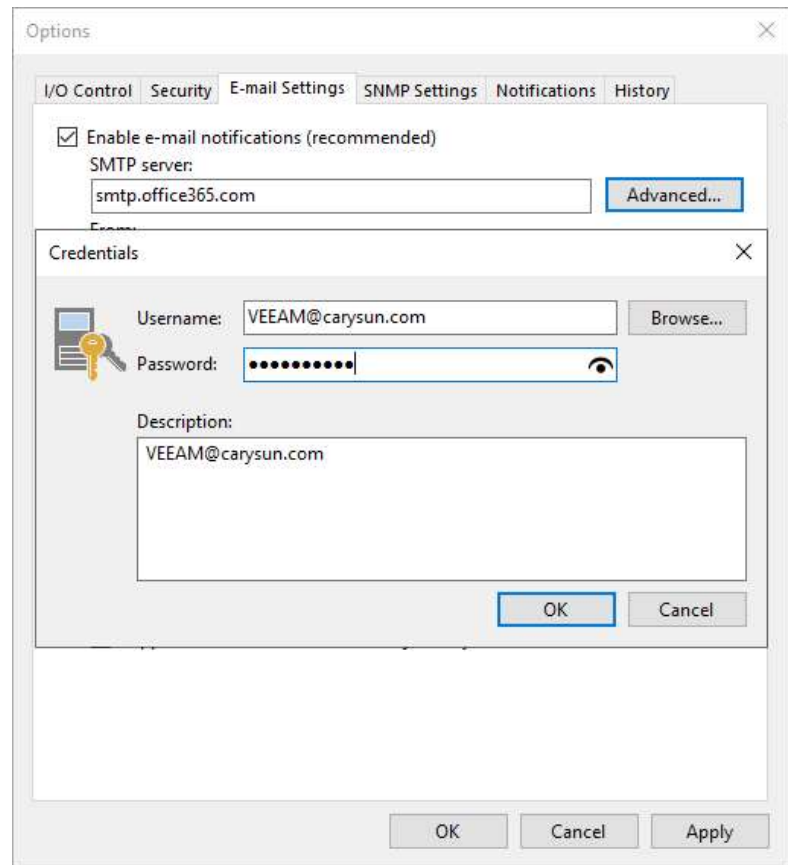 Options
I/O Control Security E-mail Settings SNMP Settings Notifications History
Enable e-mail notifications (recommended)
SMTP server:
smtp.office365.com Advanced...
From:
Credentials
Username: VEEAM@carysun.com Browse...
Password: ●●●●●●●●●●
Description:
VEEAM@carysun.com
OK Cancel
OK Cancel Apply